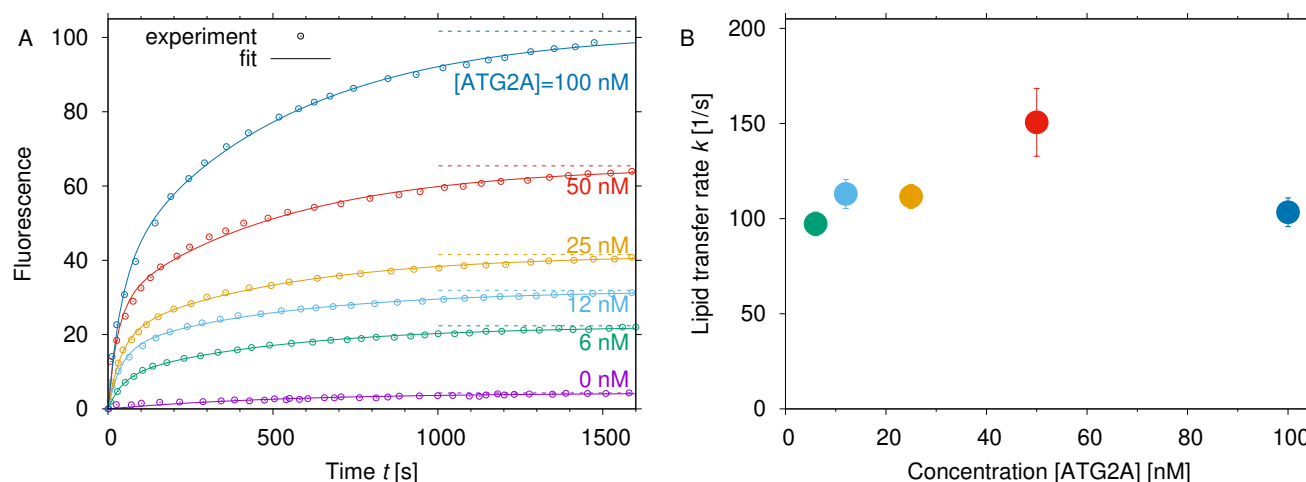 A
experiment
fit
[ATG2A]=100 nM
50 nM
25 nM
12 nM
6 nM
0 nM
Fluorescence
100
80
60
40
20
0
0 500 1000 1500
Time t [s]
B
Lipid transfer rate k [1/s]
200
150
100
50
0
0 20 40 60 80 100
Concentration [ATG2A] [nM]